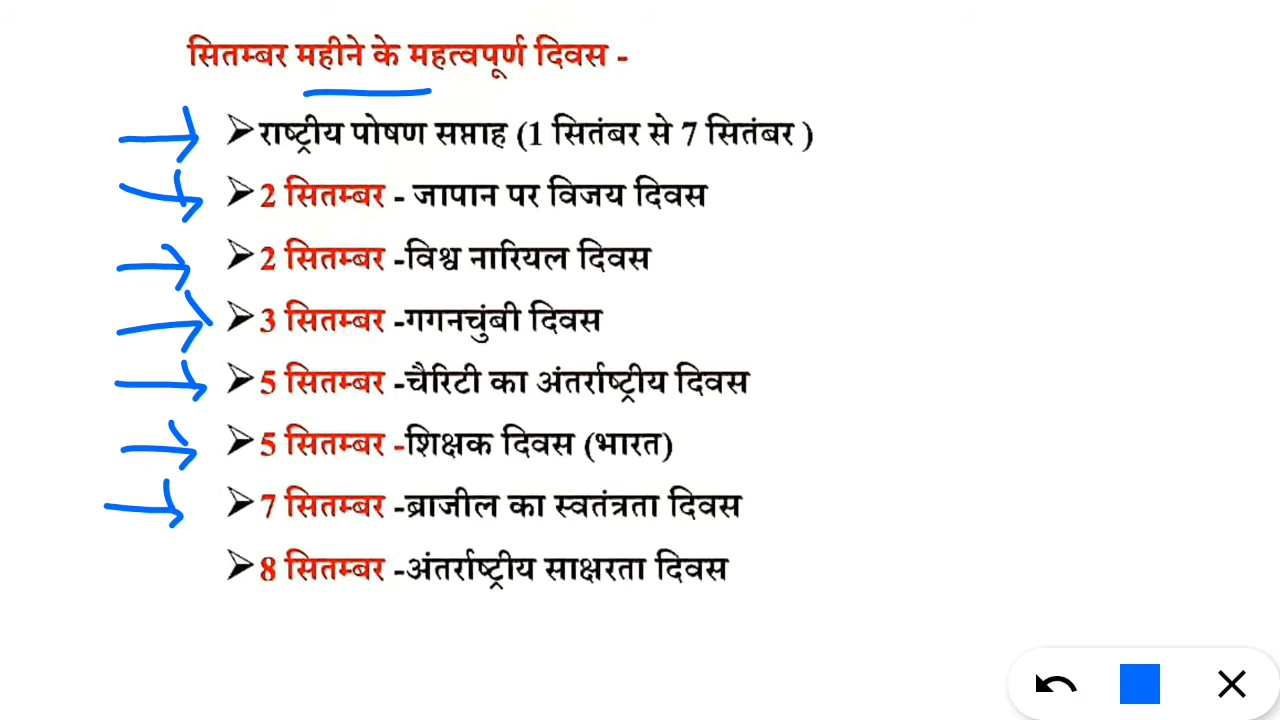 सितम्बर महीने के महत्वपूर्ण दिवस -
➢राष्ट्रीय पोषण सप्ताह (1 सितंबर से 7 सितंबर )
➢2 सितम्बर - जापान पर विजय दिवस
➢2 सितम्बर -विश्व नारियल दिवस
➢3 सितम्बर -गगनचुंबी दिवस
➢5 सितम्बर -चैरिटी का अंतर्राष्ट्रीय दिवस
➢5 सितम्बर -शिक्षक दिवस (भारत)
➢7 सितम्बर -ब्राजील का स्वतंत्रता दिवस
➢8 सितम्बर -अंतर्राष्ट्रीय साक्षरता दिवस